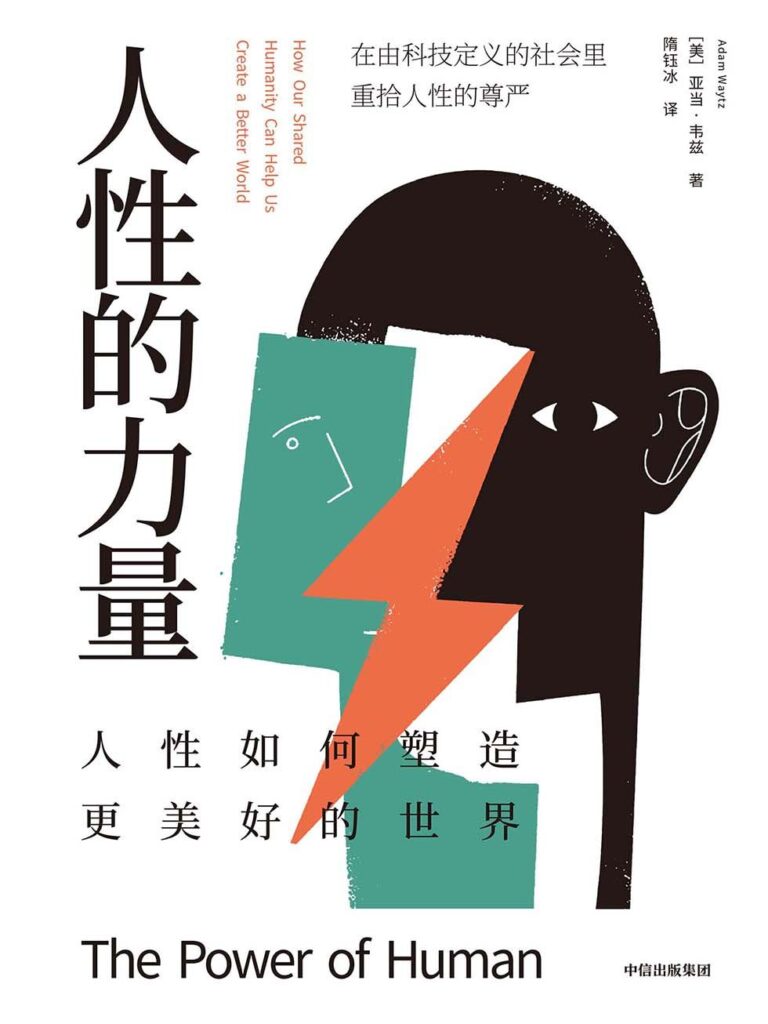 人性的力量
How Our Shared
Humanity Can Help Us
Create a Better World
在由科技定义的社会里
重拾人性的尊严
Adam Waytz
[美] 亚当·韦兹 著
隋钰冰 译
人性如何塑造
更美好的世界
The Power of Human
中信出版集团